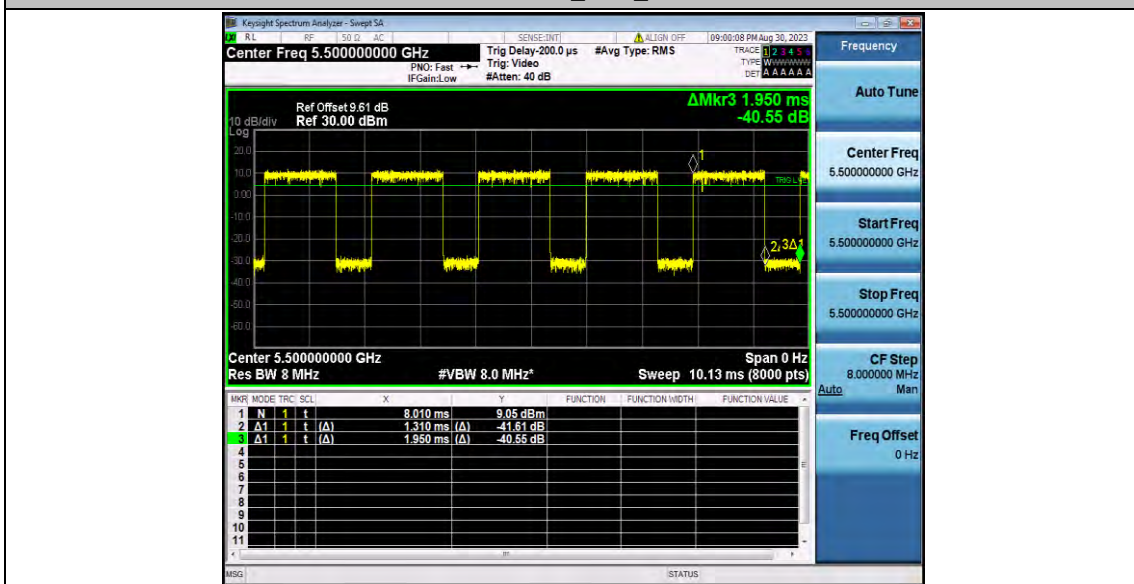 Keysight Spectrum Analyzer - Swept SA
LXI RL RF 50 Ω AC SENSE:INT ALIGN OFF 09:00:08 PM Aug 30, 2023
Center Freq 5.500000000 GHz
PNO: Fast
IFGain:Low
Trig Delay-200.0 µs
Trig: Video
#Atten: 40 dB
#Avg Type: RMS
TRACE 1 2 3 4 5 6
TYPE WWWWWW
DET A A A A A A
Ref Offset 9.61 dB
10 dB/div Ref 30.00 dBm
Log
ΔMkr3 1.950 ms
-40.55 dB
20.0
10.0
0.00
-10.0
-20.0
-30.0
-40.0
-50.0
-60.0
1
TRIG LVL
2 3Δ1
Center 5.500000000 GHz Span 0 Hz
Res BW 8 MHz #VBW 8.0 MHz* Sweep 10.13 ms (8000 pts)
MKR MODE TRC SCL X Y FUNCTION FUNCTION WIDTH FUNCTION VALUE
1 N 1 t 8.010 ms 9.05 dBm
2 Δ1 1 t (Δ) 1.310 ms (Δ) -41.61 dB
3 Δ1 1 t (Δ) 1.950 ms (Δ) -40.55 dB
4
5
6
7
8
9
10
11
MSG STATUS
Frequency
Auto Tune
Center Freq
5.500000000 GHz
Start Freq
5.500000000 GHz
Stop Freq
5.500000000 GHz
CF Step
8.000000 MHz
Auto Man
Freq Offset
0 Hz